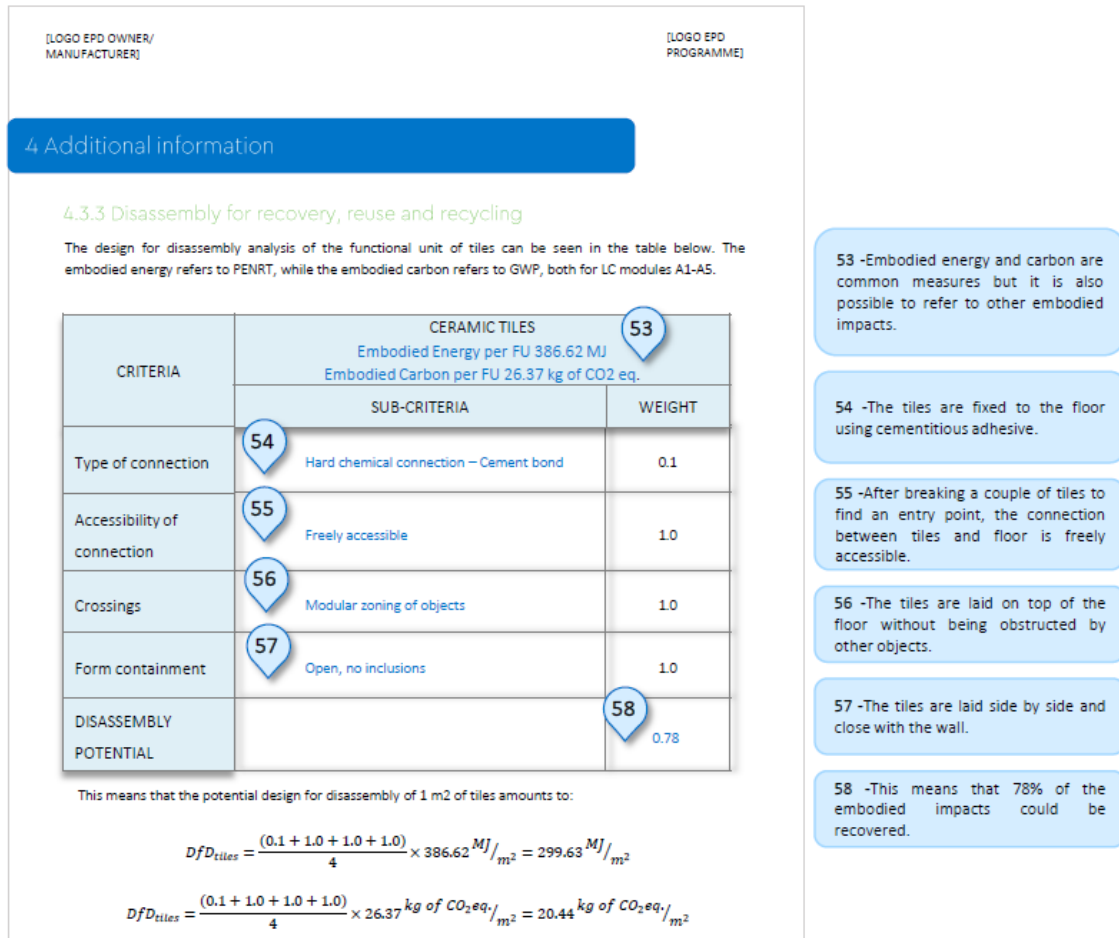 [LOGO EPD OWNER/
MANUFACTURER]
[LOGO EPD
PROGRAMME]
4 Additional information
4.3.3 Disassembly for recovery, reuse and recycling
The design for disassembly analysis of the functional unit of tiles can be seen in the table below. The
embodied energy refers to PENRT, while the embodied carbon refers to GWP, both for LC modules A1-A5.
CRITERIA
CERAMIC TILES
Embodied Energy per FU 386.62 MJ
Embodied Carbon per FU 26.37 kg of CO2 eq.
53
SUB-CRITERIA
WEIGHT
Type of connection
54
Hard chemical connection – Cement bond
0.1
Accessibility of
connection
55
Freely accessible
1.0
Crossings
56
Modular zoning of objects
1.0
Form containment
57
Open, no inclusions
1.0
DISASSEMBLY
POTENTIAL
58
0.78
This means that the potential design for disassembly of 1 m2 of tiles amounts to:
DfD_tiles = (0.1 + 1.0 + 1.0 + 1.0)/4 × 386.62 MJ/m² = 299.63 MJ/m²
DfD_tiles = (0.1 + 1.0 + 1.0 + 1.0)/4 × 26.37 kg of CO₂eq./m² = 20.44 kg of CO₂eq./m²
53 -Embodied energy and carbon are
common measures but it is also
possible to refer to other embodied
impacts.
54 -The tiles are fixed to the floor
using cementitious adhesive.
55 -After breaking a couple of tiles to
find an entry point, the connection
between tiles and floor is freely
accessible.
56 -The tiles are laid on top of the
floor without being obstructed by
other objects.
57 -The tiles are laid side by side and
close with the wall.
58 -This means that 78% of the
embodied impacts could be
recovered.